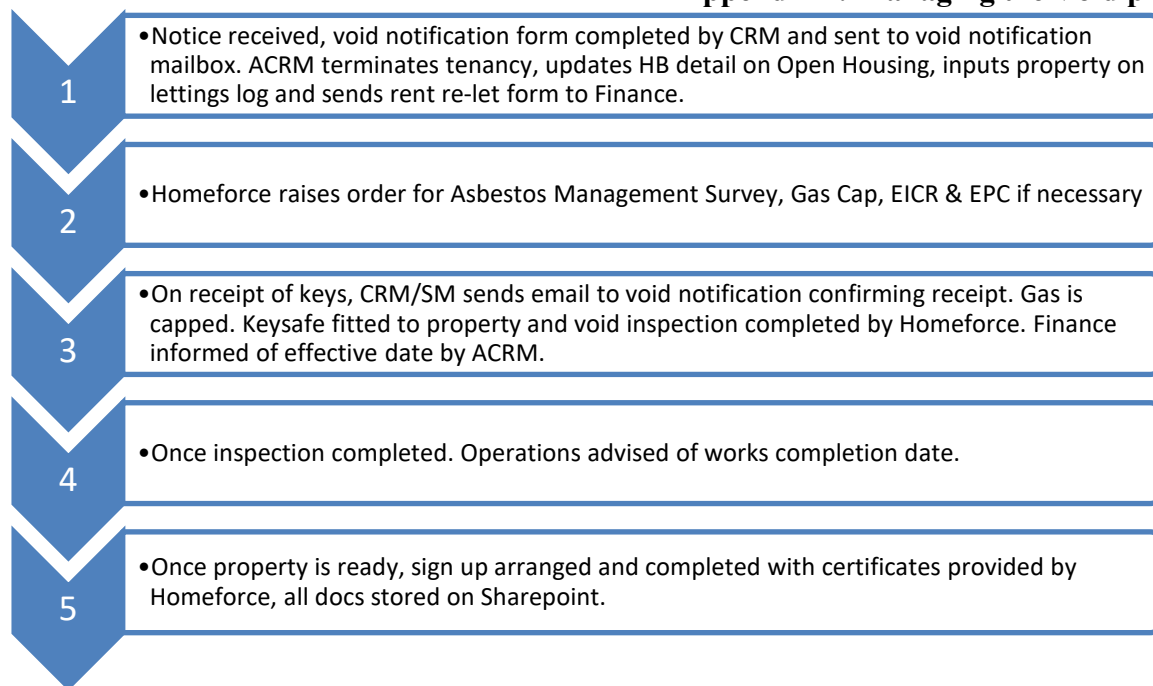 1
•Notice received, void notification form completed by CRM and sent to void notification
mailbox. ACRM terminates tenancy, updates HB detail on Open Housing, inputs property on
lettings log and sends rent re-let form to Finance.
2
•Homeforce raises order for Asbestos Management Survey, Gas Cap, EICR & EPC if necessary
3
•On receipt of keys, CRM/SM sends email to void notification confirming receipt. Gas is
capped. Keysafe fitted to property and void inspection completed by Homeforce. Finance
informed of effective date by ACRM.
4
•Once inspection completed. Operations advised of works completion date.
5
•Once property is ready, sign up arranged and completed with certificates provided by
Homeforce, all docs stored on Sharepoint.